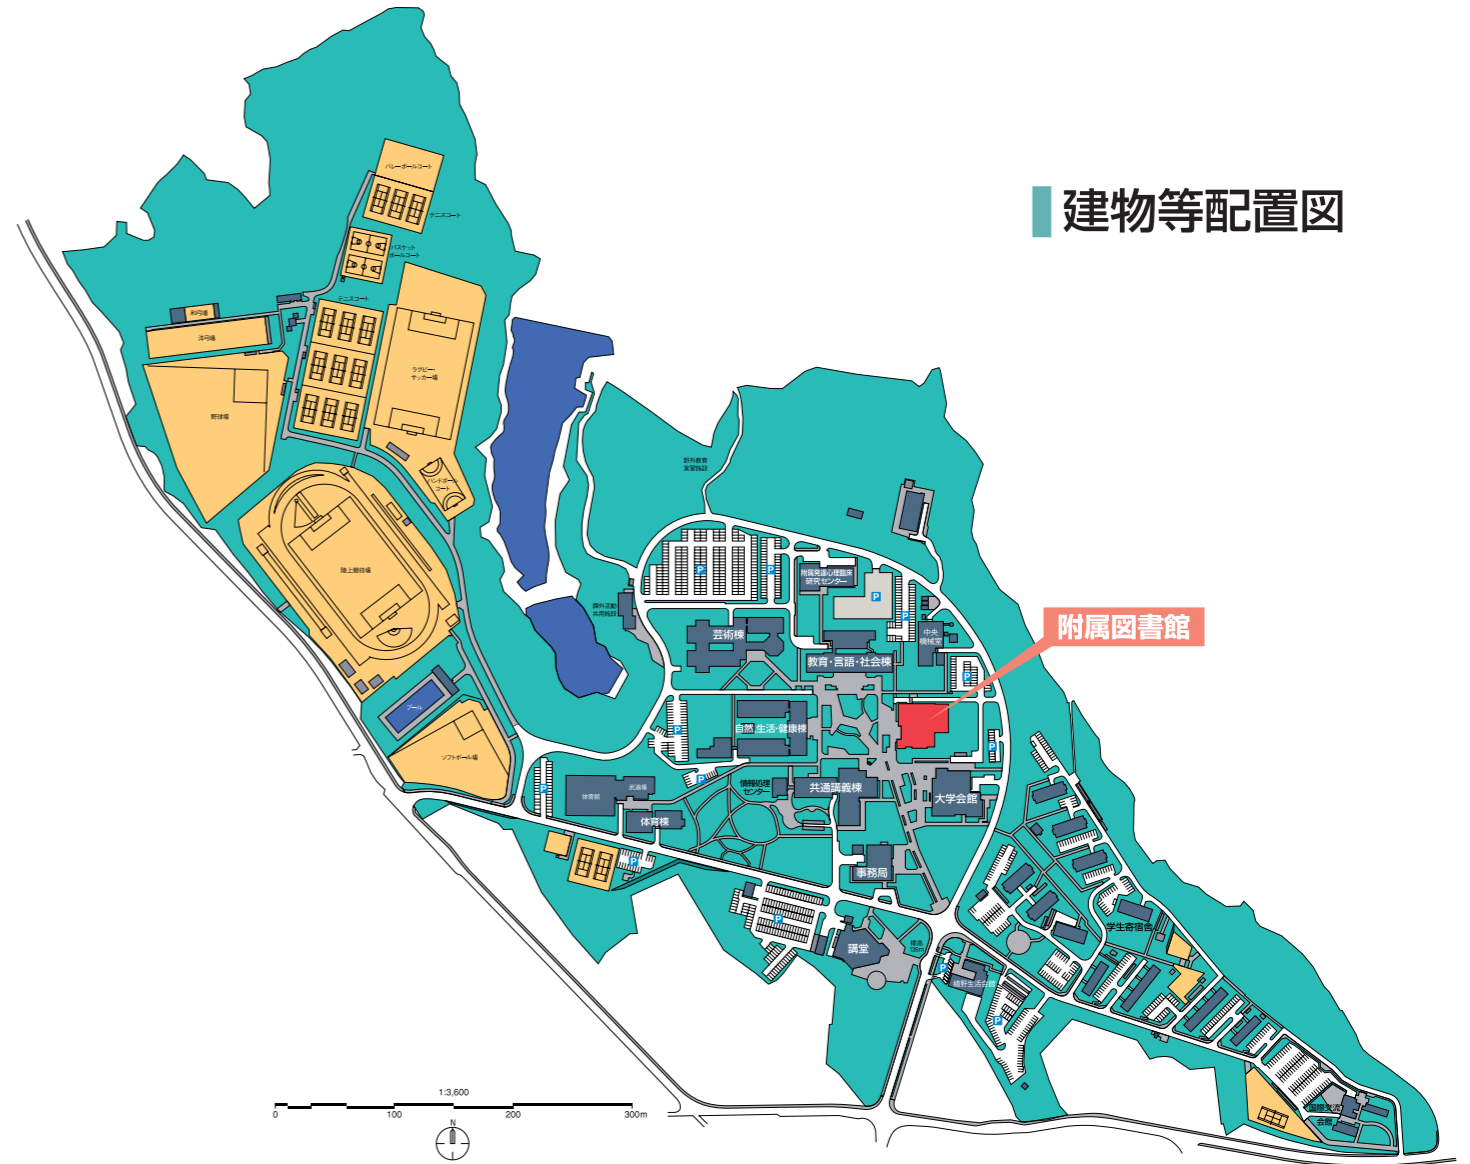 建物等配置図
バレーボールコート
テニスコート
バスケット
ボールコート
テニスコート
和弓場
洋弓場
ラグビー・
サッカー場
野球場
ハンドボール
コート
陸上競技場
プール
ソフトボール場
野外教育
実習施設
課外活動
共用施設
P
P
附属発達心理臨床
研究センター
P
P
芸術棟
中央
機械室
教育・言語・社会棟
附属図書館
P
P
自然・生活・健康棟
P
P
情報処理
センター
共通講義棟
大学会館
P
体育館
武道場
体育棟
P
事務局
P
講堂
標高
136m
P
嬉野生活会館
P
学生寄宿舎
国際交流
会館
1:3,600
0 100 200 300m
N